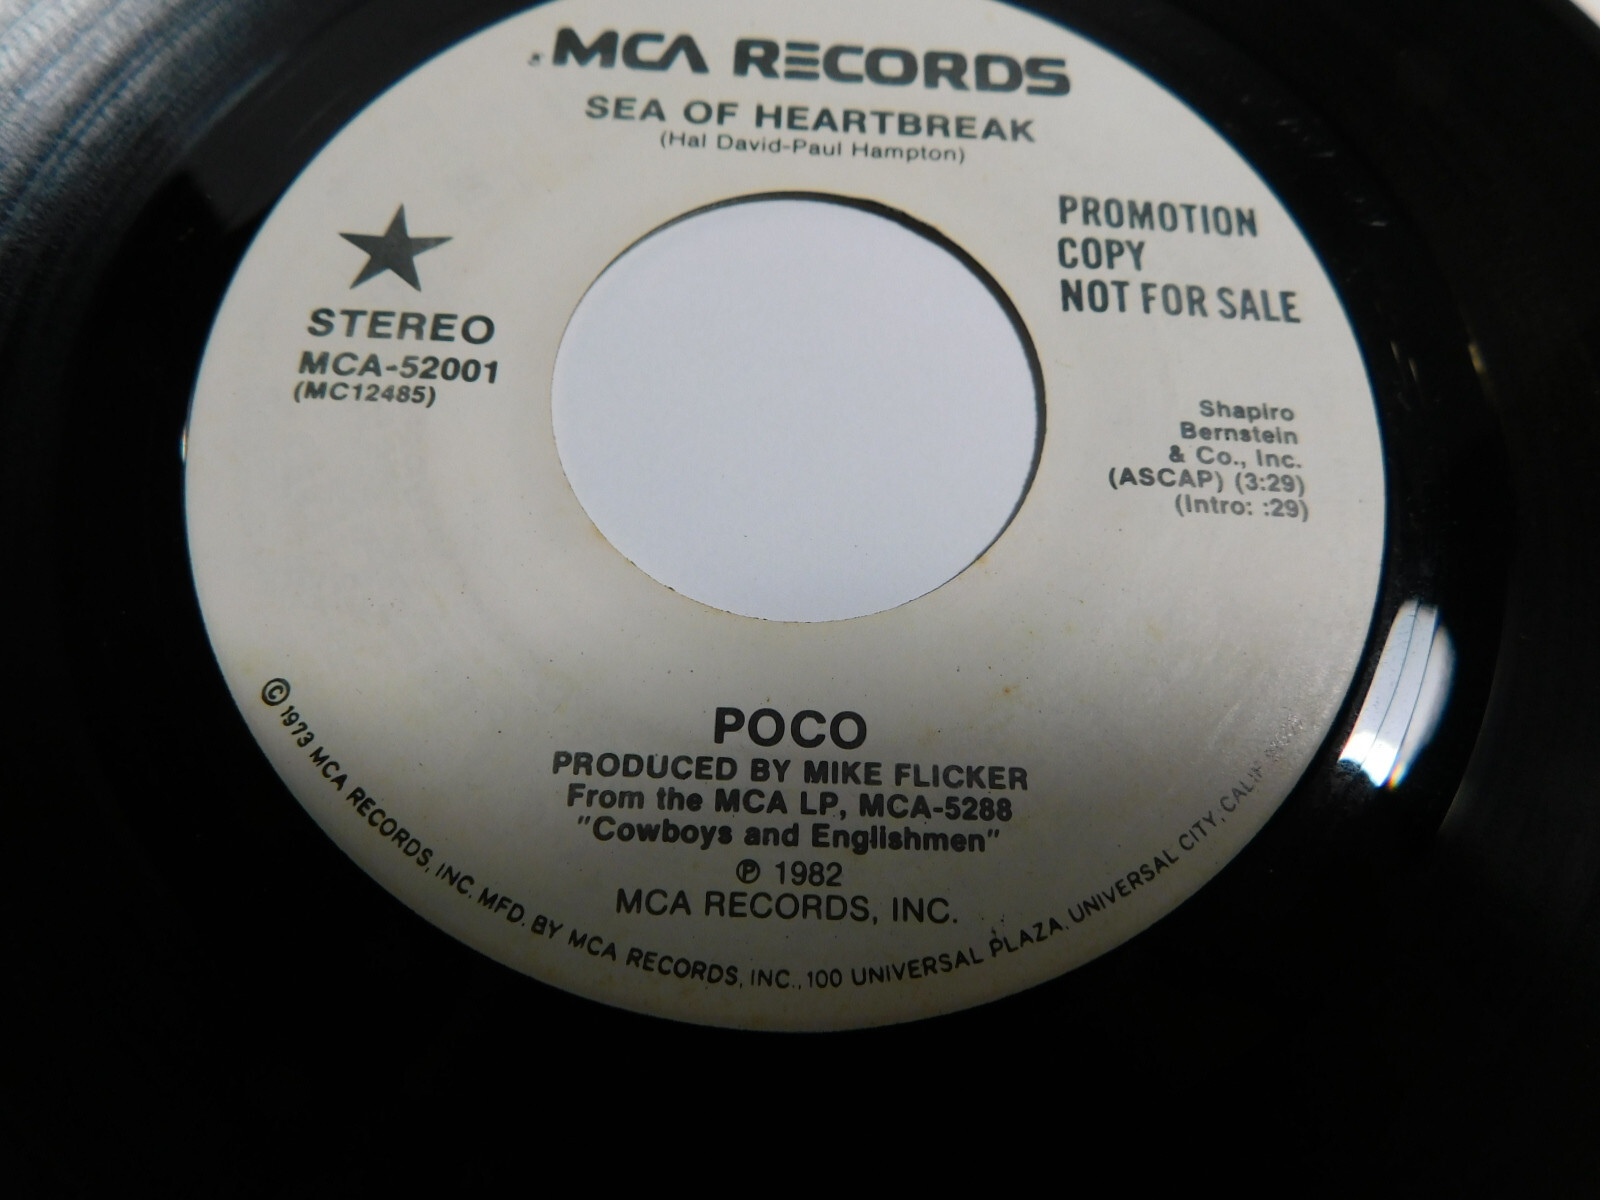 MCA RECORDS
SEA OF HEARTBREAK
(Hal David-Paul Hampton)
PROMOTION
COPY
NOT FOR SALE
STEREO
MCA-52001
(MC12485)
Shapiro
Bernstein
& Co., Inc.
(ASCAP) (3:29)
(Intro: :29)
POCO
PRODUCED BY MIKE FLICKER
From the MCA LP, MCA-5288
"Cowboys and Englishmen"
℗ 1982
MCA RECORDS, INC.
© 1973 MCA RECORDS, INC. MFD. BY MCA RECORDS, INC., 100 UNIVERSAL PLAZA, UNIVERSAL CITY, CALIF.